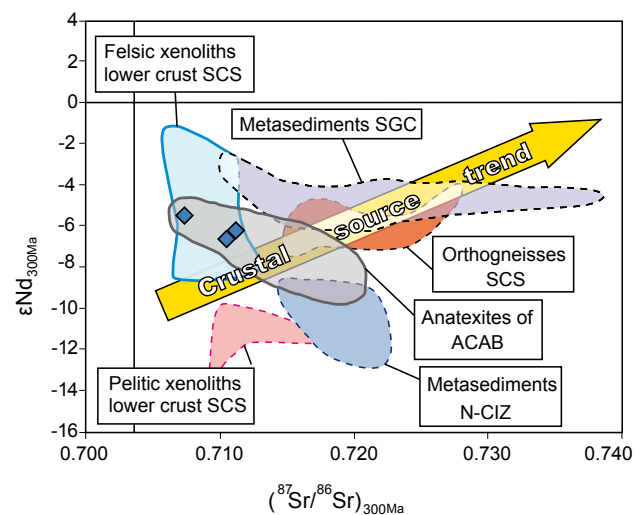 4
2
0
-2
-4
-6
-8
-10
-12
-14
-16
εNd300Ma
Felsic xenoliths
lower crust SCS
Metasediments SGC
Crustal source trend
Orthogneisses
SCS
Anatexites of
ACAB
Pelitic xenoliths
lower crust SCS
Metasediments
N-CIZ
0.700
0.710
0.720
0.730
0.740
(87Sr/86Sr)300Ma